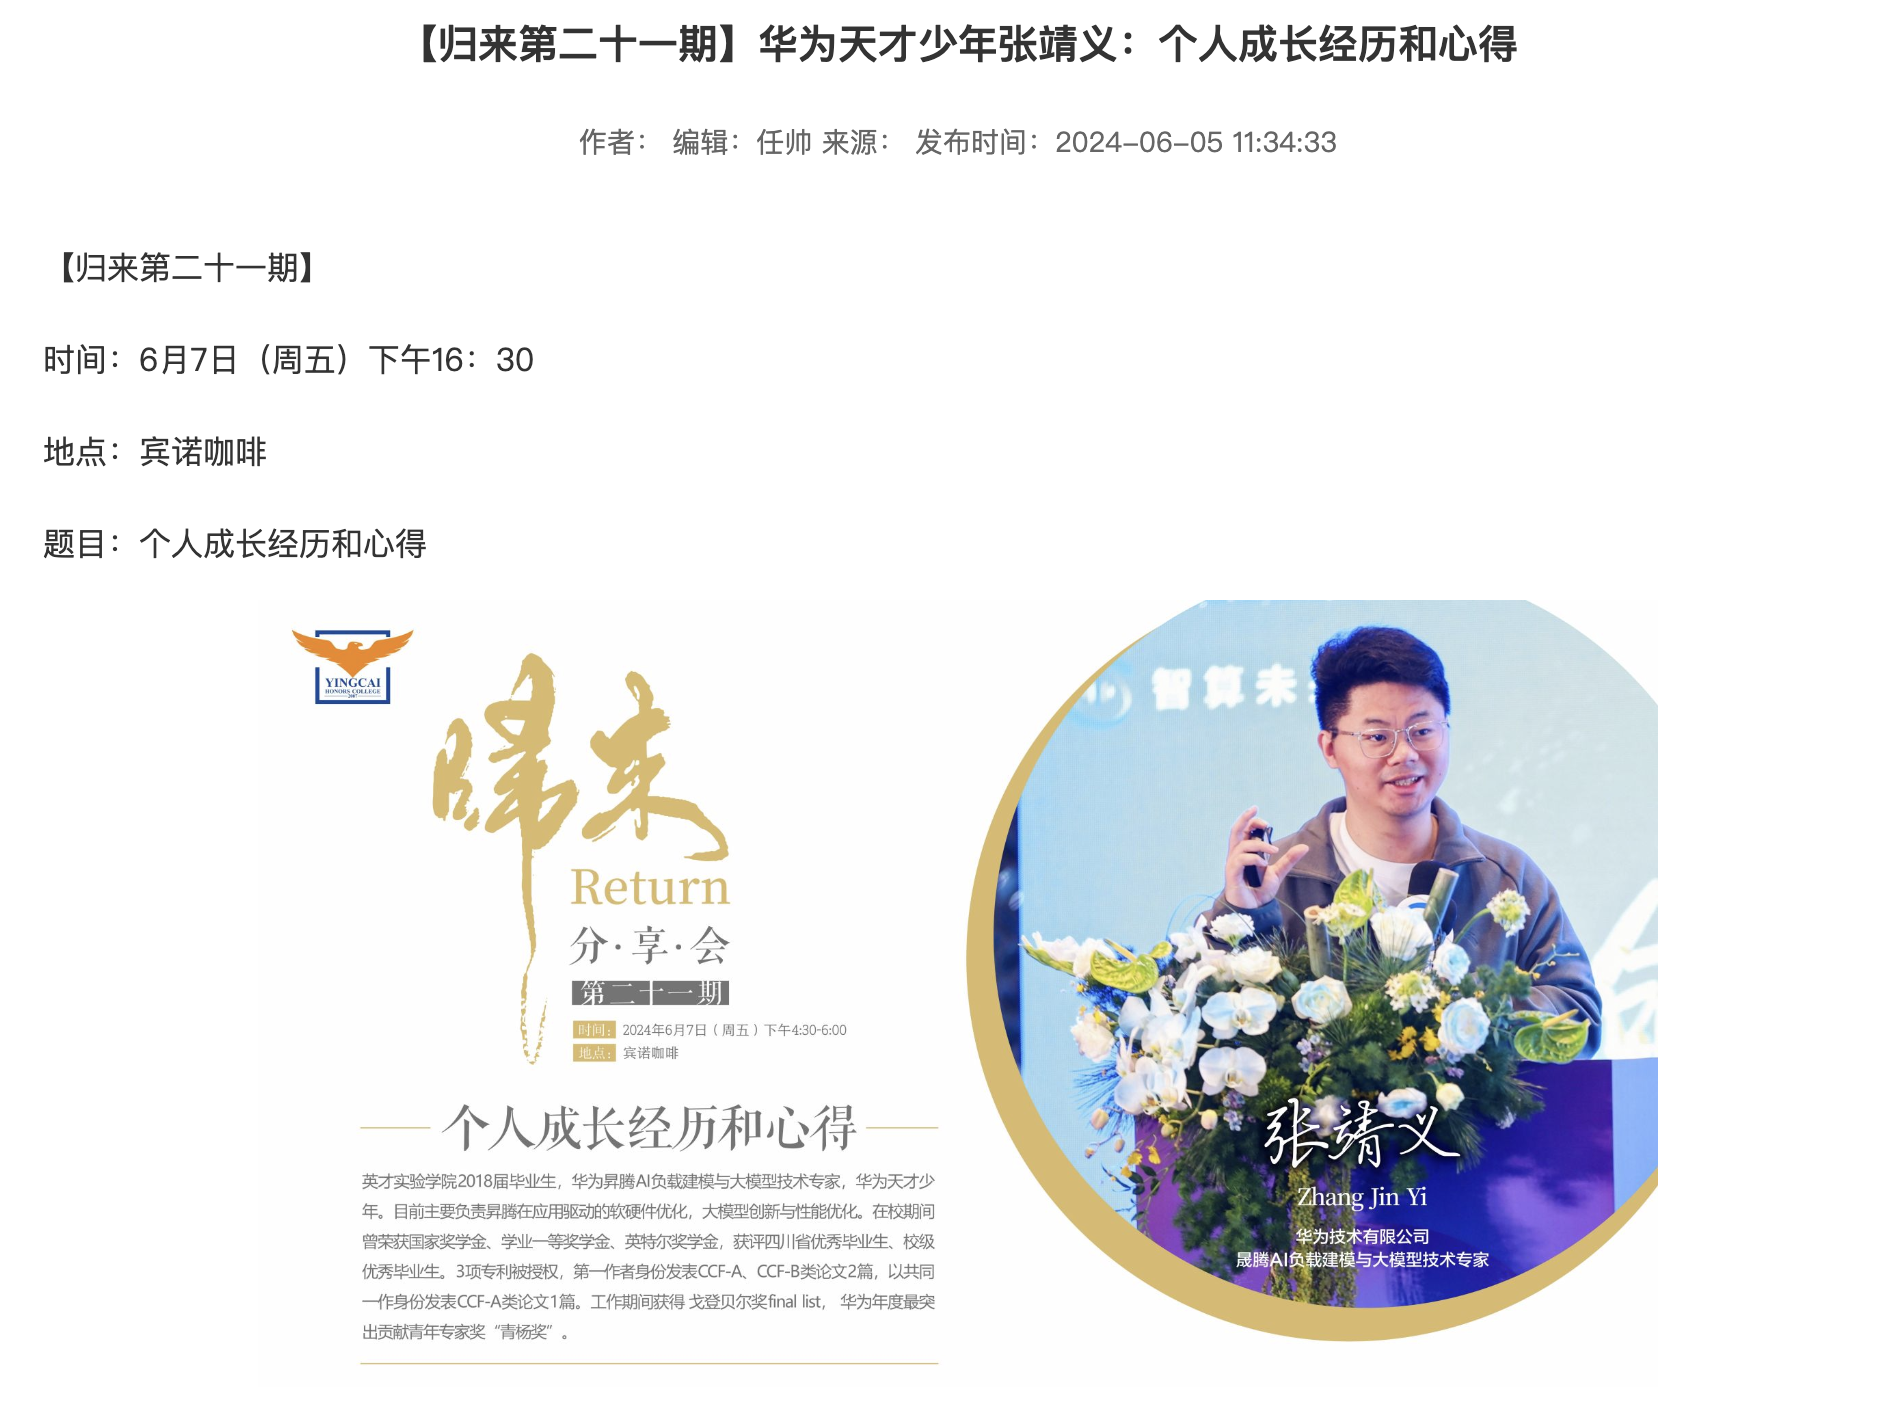 【归来第二十一期】华为天才少年张靖义：个人成长经历和心得
作者： 编辑：任帅 来源： 发布时间：2024-06-05 11:34:33
【归来第二十一期】
时间：6月7日（周五）下午16：30
地点：宾诺咖啡
题目：个人成长经历和心得
YINGCAI
HONORS COLLEGE
歸来
Return
分·享·会
第二十一期
时间：2024年6月7日（周五）下午4:30-6:00
地点：宾诺咖啡
个人成长经历和心得
英才实验学院2018届毕业生，华为昇腾AI负载建模与大模型技术专家，华为天才少
年。目前主要负责昇腾在应用驱动的软硬件优化，大模型创新与性能优化。在校期间
曾荣获国家奖学金、学业一等奖学金、英特尔奖学金，获评四川省优秀毕业生、校级
优秀毕业生。3项专利被授权，第一作者身份发表CCF-A、CCF-B类论文2篇，以共同
一作身份发表CCF-A类论文1篇。工作期间获得 戈登贝尔奖final list， 华为年度最突
出贡献青年专家奖“青杨奖”。
智算未
张靖义
Zhang Jin Yi
华为技术有限公司
晟腾AI负载建模与大模型技术专家